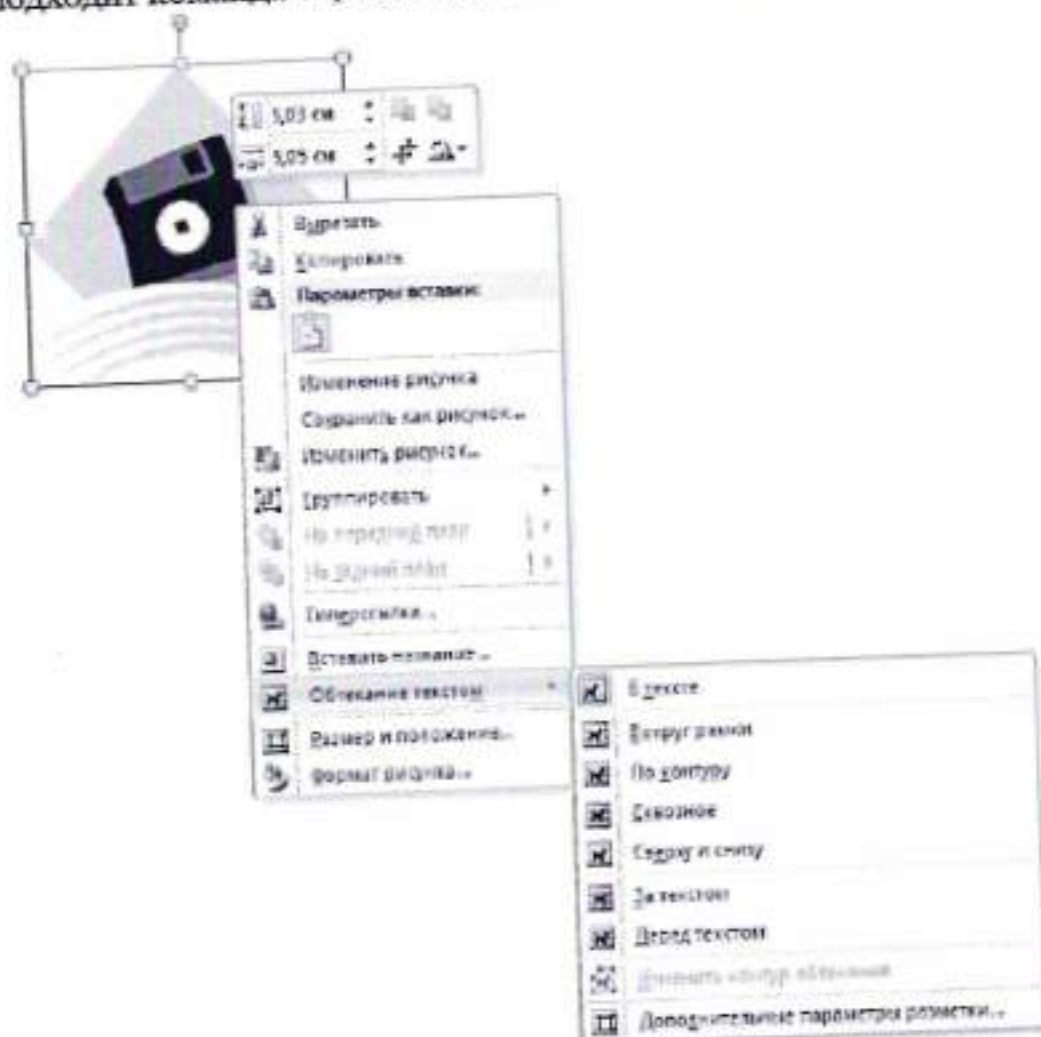 подходит команда
5,03 см
5,05 см
Вырезать
Копировать
Параметры вставки:
Изменение рисунка
Сохранить как рисунок...
Изменить рисунок...
Группировать
На передний план
На задний план
Гиперссылка...
Вставить название...
Обтекание текстом
Размер и положение...
Формат рисунка...
В тексте
Вокруг рамки
По контуру
Сквозное
Сверху и снизу
За текстом
Перед текстом
Изменить контур обтекания
Дополнительные параметры разметки...